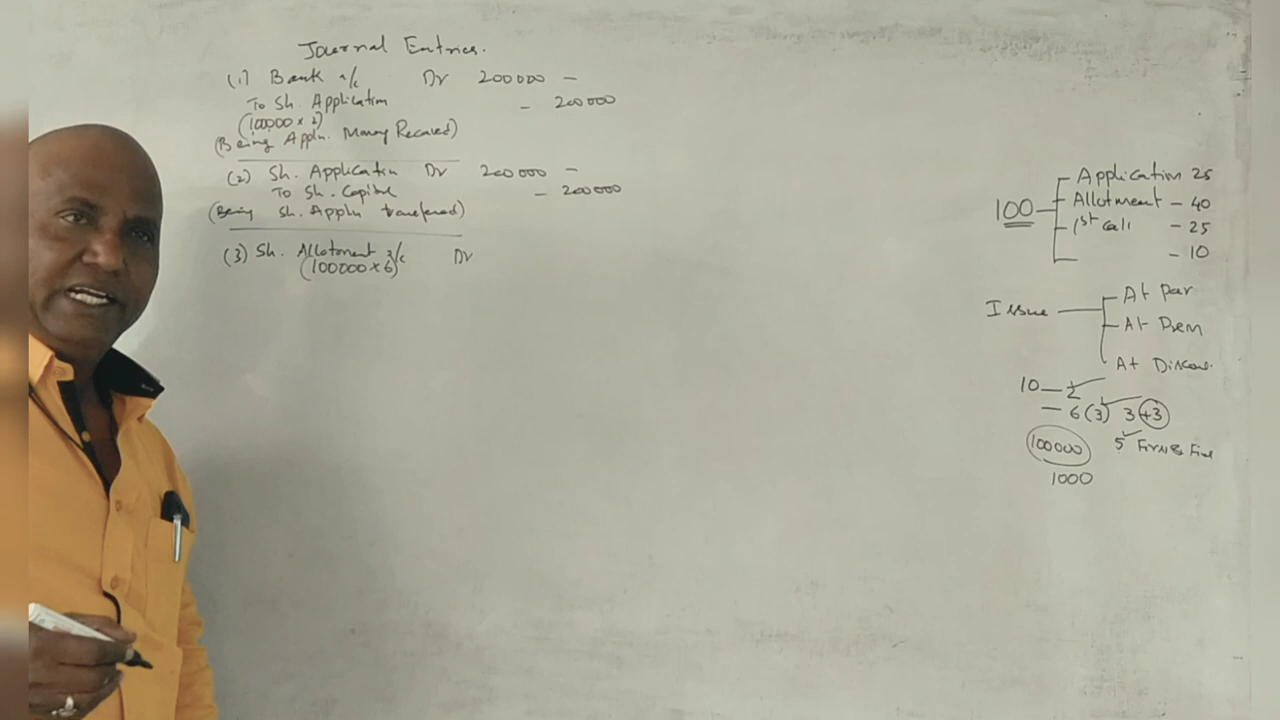 Journal Entries.
(1) Bank a/c Dr 200000 -
To Sh. Application - 200000
(100000 x 2)
(Being Appln. Money Received)
(2) Sh. Application Dr 200000 -
To Sh. Capital - 200000
(Being Sh. Appln transferred)
(3) Sh. Allotment a/c Dr
(100000 x 6)
100
Application 25
Allotment - 40
1st call - 25
- 10
Issue
At Par
At Prem
At Discou.
10 - 2
- 6 (3) 3 +3
100000 5 First & Final
1000